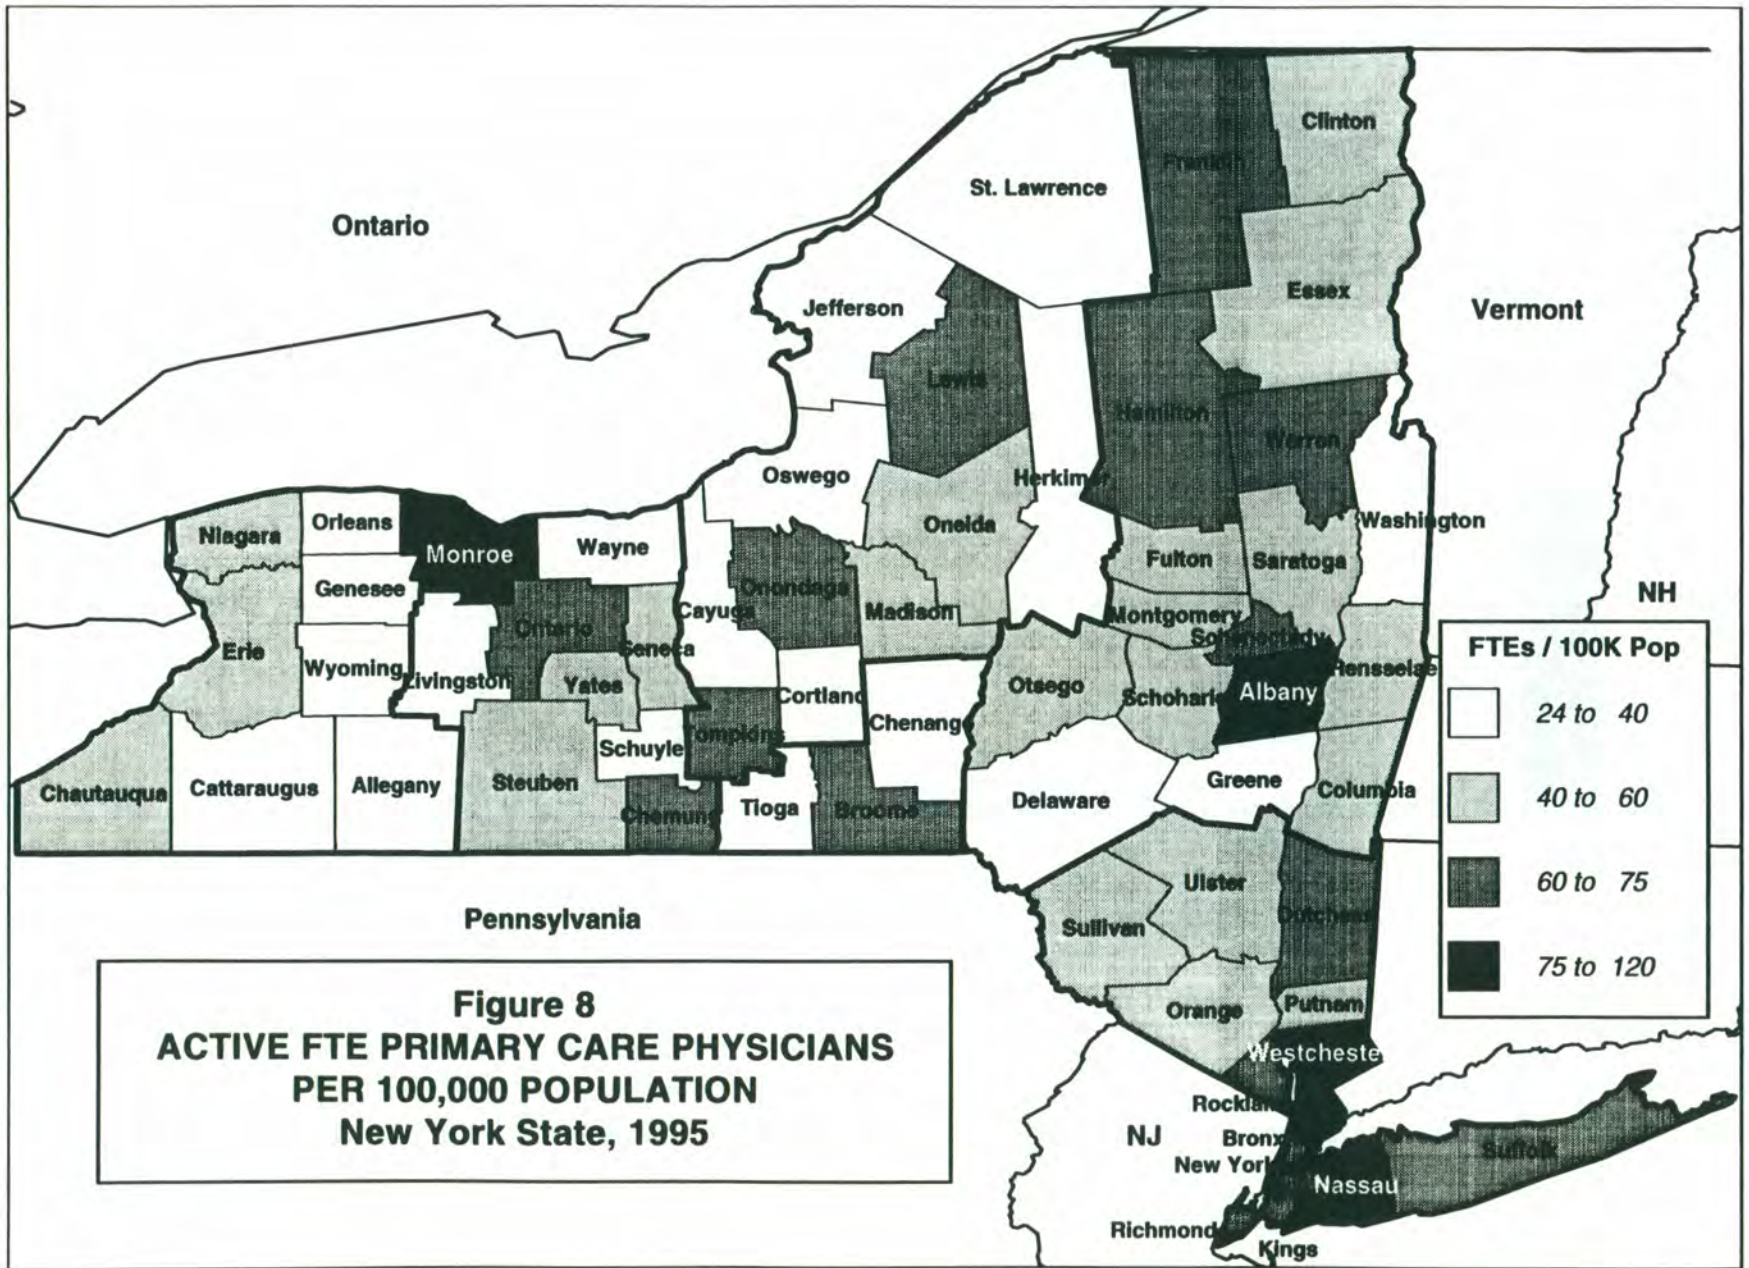 Ontario
St. Lawrence
Franklin
Clinton
Essex
Vermont
Jefferson
Lewis
Hamilton
Warren
Oswego
Herkimer
Oneida
Washington
Niagara
Orleans
Monroe
Wayne
Fulton
Saratoga
Genesee
Onondaga
Cayuga
Madison
Montgomery
Schenectady
NH
Erie
Wyoming
Livingston
Ontario
Seneca
Yates
Cortland
Otsego
Schoharie
Albany
Rensselae
Chenango
Tompkins
Schuyle
Chautauqua
Cattaraugus
Allegany
Steuben
Chemung
Tioga
Broome
Delaware
Greene
Columbia
FTEs / 100K Pop
24 to 40
40 to 60
60 to 75
75 to 120
Pennsylvania
Ulster
Sullivan
Dutchess
Orange
Putnam
Westcheste
Rocklan
NJ
Bronx
New York
Nassau
Suffolk
Richmond
Kings
Figure 8
ACTIVE FTE PRIMARY CARE PHYSICIANS
PER 100,000 POPULATION
New York State, 1995